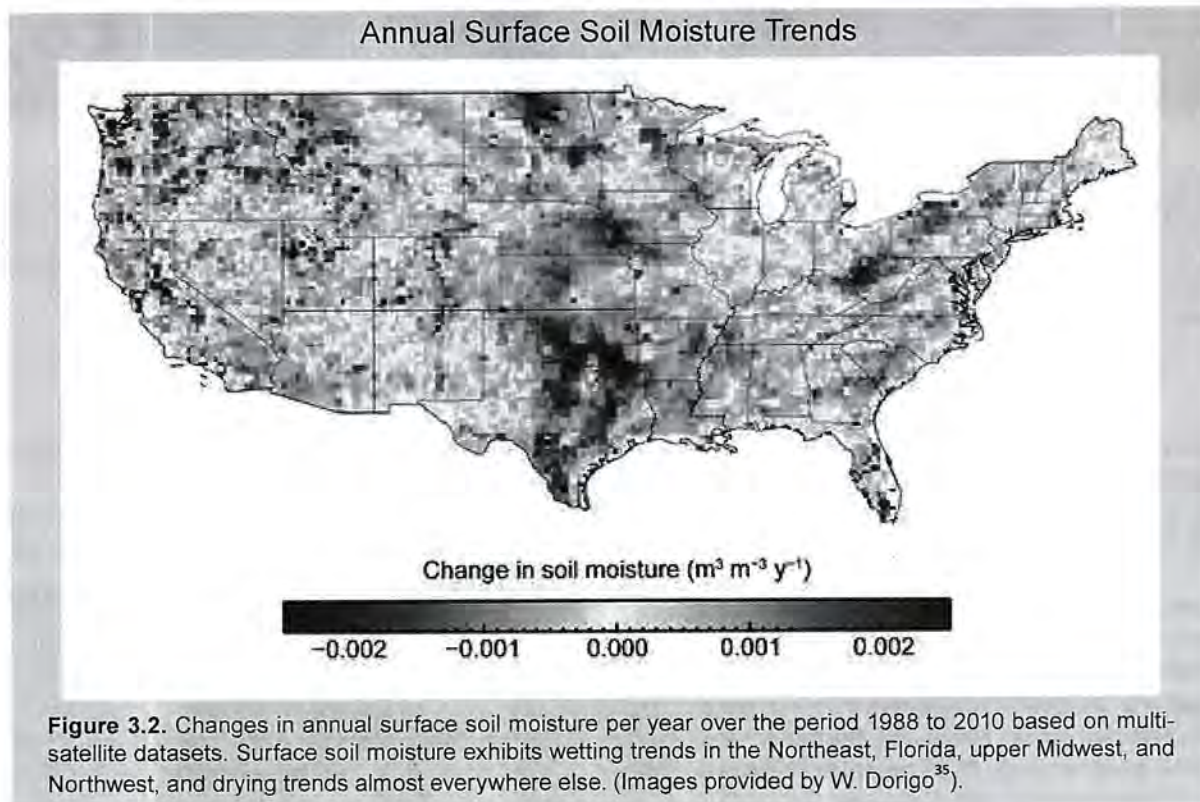 Annual Surface Soil Moisture Trends
Change in soil moisture (m³ m⁻³ y⁻¹)
−0.002 −0.001 0.000 0.001 0.002
Figure 3.2. Changes in annual surface soil moisture per year over the period 1988 to 2010 based on multi-
satellite datasets. Surface soil moisture exhibits wetting trends in the Northeast, Florida, upper Midwest, and
Northwest, and drying trends almost everywhere else. (Images provided by W. Dorigo³⁵).